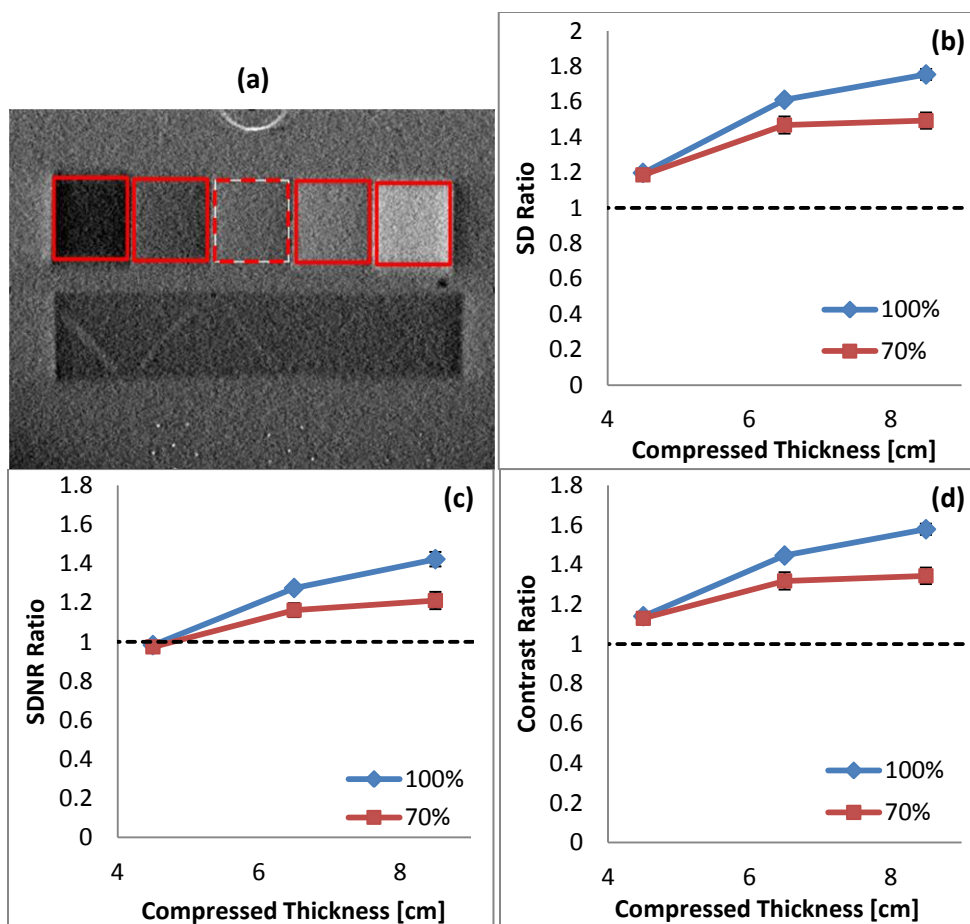 (a)
(b)
2
1.8
1.6
1.4
1.2
1
0.8
0.6
0.4
0.2
0
SD Ratio
100%
70%
4 6 8
Compressed Thickness [cm]
(c)
1.8
1.6
1.4
1.2
1
0.8
0.6
0.4
0.2
0
SDNR Ratio
100%
70%
4 6 8
Compressed Thickness [cm]
(d)
1.8
1.6
1.4
1.2
1
0.8
0.6
0.4
0.2
0
Contrast Ratio
100%
70%
4 6 8
Compressed Thickness [cm]